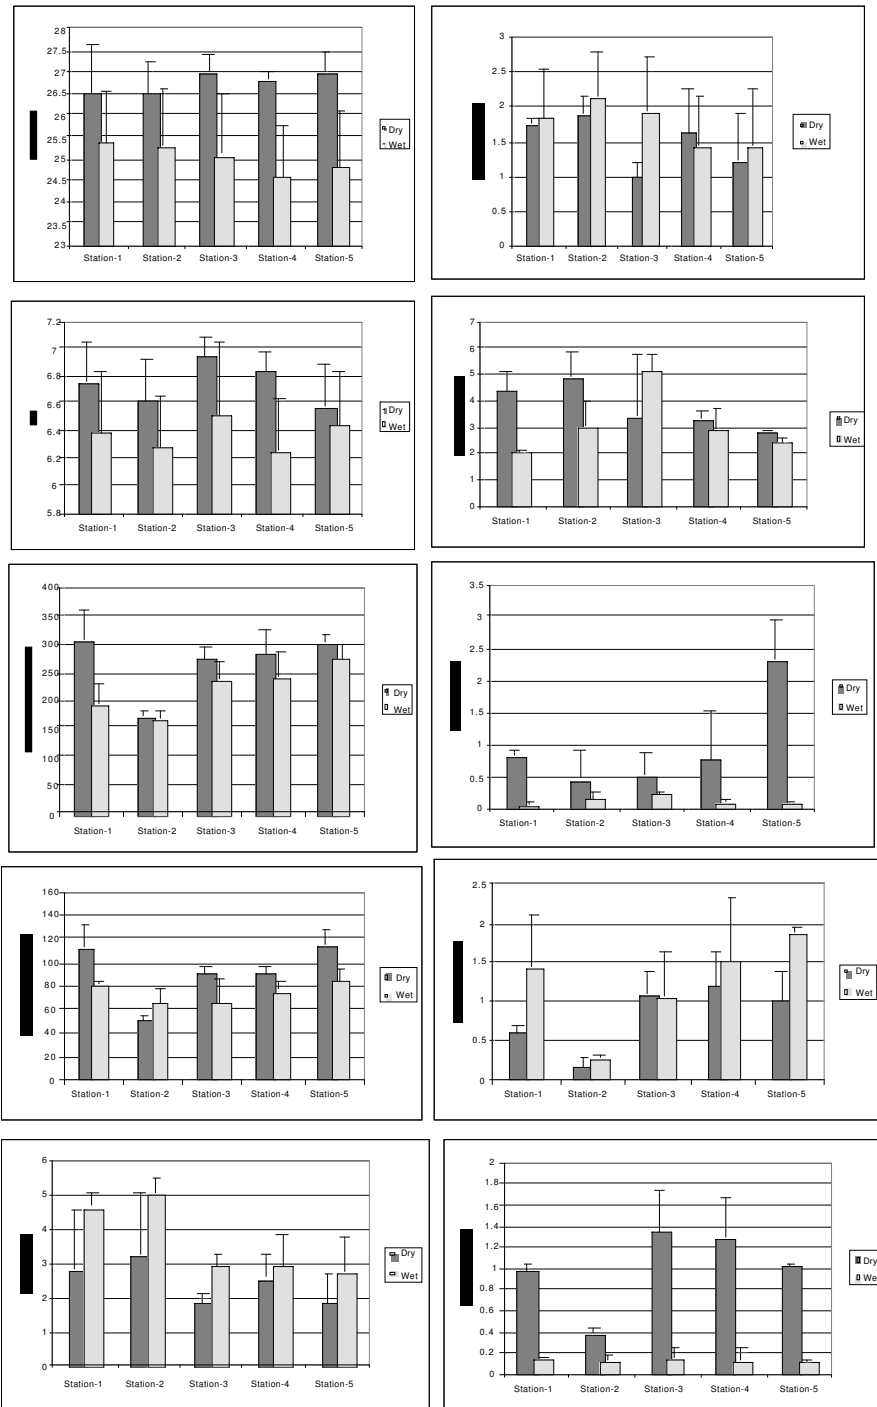 28
27.5
27
26.5
26
25.5
25
24.5
24
23.5
23
Station-1 Station-2 Station-3 Station-4 Station-5
Dry
Wet
3
2.5
2
1.5
1
0.5
0
Station-1 Station-2 Station-3 Station-4 Station-5
Dry
Wet
7.2
7
6.8
6.6
6.4
6.2
6
5.8
Station-1 Station-2 Station-3 Station-4 Station-5
Dry
Wet
7
6
5
4
3
2
1
0
Station-1 Station-2 Station-3 Station-4 Station-5
Dry
Wet
400
350
300
250
200
150
100
50
0
Station-1 Station-2 Station-3 Station-4 Station-5
Dry
Wet
3.5
3
2.5
2
1.5
1
0.5
0
Station-1 Station-2 Station-3 Station-4 Station-5
Dry
Wet
160
140
120
100
80
60
40
20
0
Station-1 Station-2 Station-3 Station-4 Station-5
Dry
Wet
2.5
2
1.5
1
0.5
0
Station-1 Station-2 Station-3 Station-4 Station-5
Dry
Wet
6
5
4
3
2
1
0
Station-1 Station-2 Station-3 Station-4 Station-5
Dry
Wet
2
1.8
1.6
1.4
1.2
1
0.8
0.6
0.4
0.2
0
Station-1 Station-2 Station-3 Station-4 Station-5
Dry
We